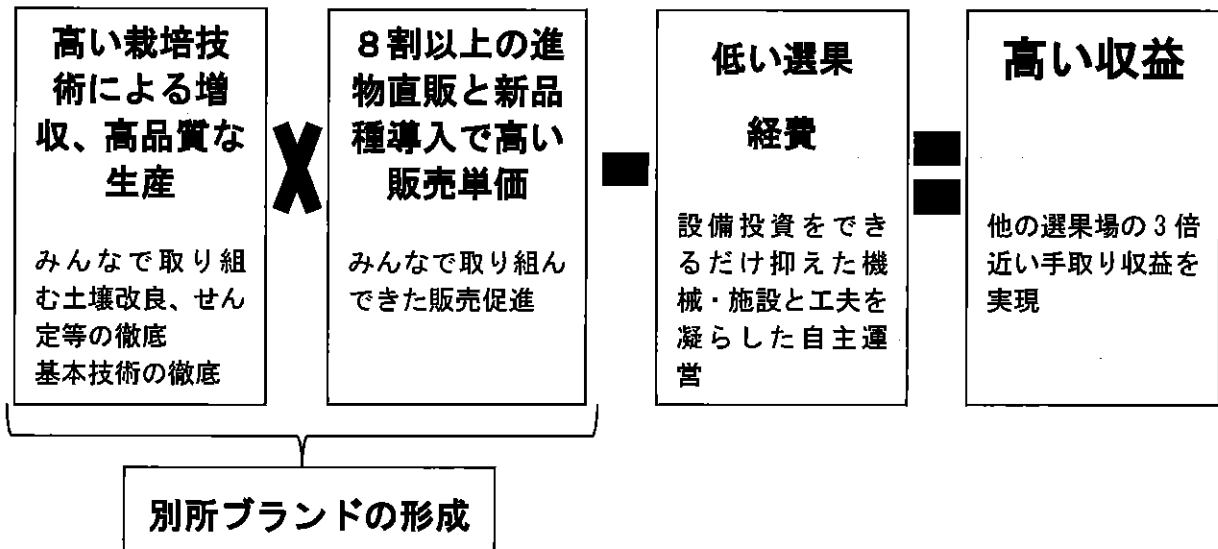 高い栽培技
術による増
収、高品質な
生産
みんなで取り組
む土壌改良、せん
定等の徹底
基本技術の徹底
×
８割以上の進
物直販と新品
種導入で高い
販売単価
みんなで取り組ん
できた販売促進
低い選果
経費
設備投資をでき
るだけ抑えた機
械・施設と工夫を
凝らした自主運
営
高い収益
他の選果場の３倍
近い手取り収益を
実現
別所ブランドの形成